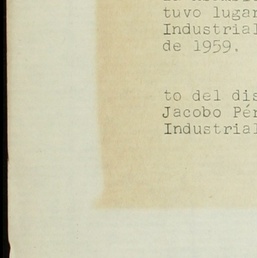 tuvo lugar
Industrial
de 1959.
to del dis
Jacobo Pér
Industrial